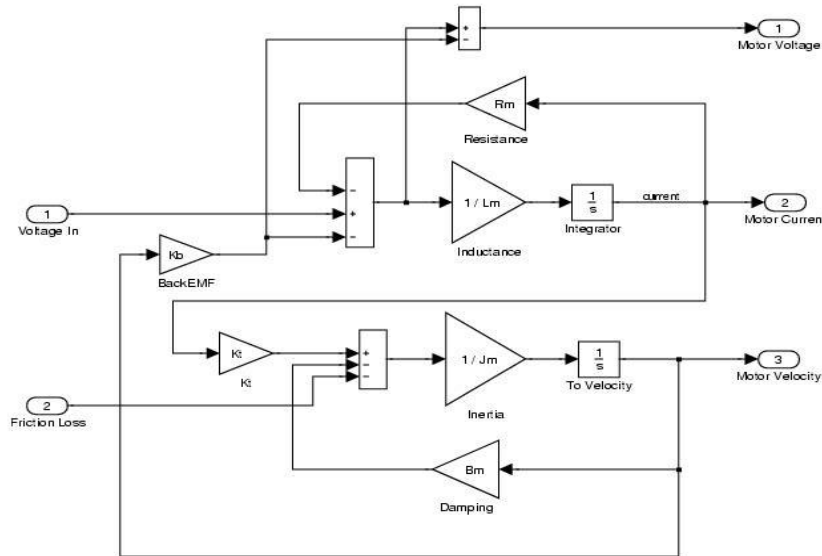 +
−
1
Motor Voltage
Rm
Resistance
−
+
−
1 / Lm
Inductance
1
s
Integrator
current
2
Motor Curren
1
Voltage In
Kb
BackEMF
Kt
Kt
+
−
−
1 / Jm
Inertia
1
s
To Velocity
3
Motor Velocity
2
Friction Loss
Bm
Damping